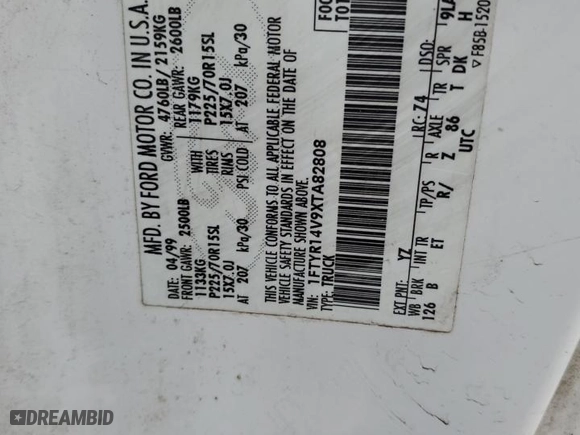 MFD. BY FORD MOTOR CO. IN U.S.A.
04/99 GVWR: 4760LB/ 2159KG
FRONT GAWR: 2500LB REAR GAWR: 2600LB
1133KG WITH 1179KG
P225/70R15SL TIRES P225/70R15SL
15X7.0J RIMS 15X7.0J
AT 207 kPa/30 PSI COLD AT 207 kPa/30
THIS VEHICLE CONFORMS TO ALL APPLICABLE FEDERAL MOTOR
VEHICLE SAFETY STANDARDS IN EFFECT ON THE DATE OF
MANUFACTURE SHOWN ABOVE.
VIN: 1FTYR14V9XTA82808
TYPE: TRUCK
EXT PNT: YZ RC: 74 DSO:
WB BRK INT TR TP/PS R AXLE TR SPR
126 B ET R/ Z 86 T DK H
UTC
▽ F85B-1520
DREAMBID